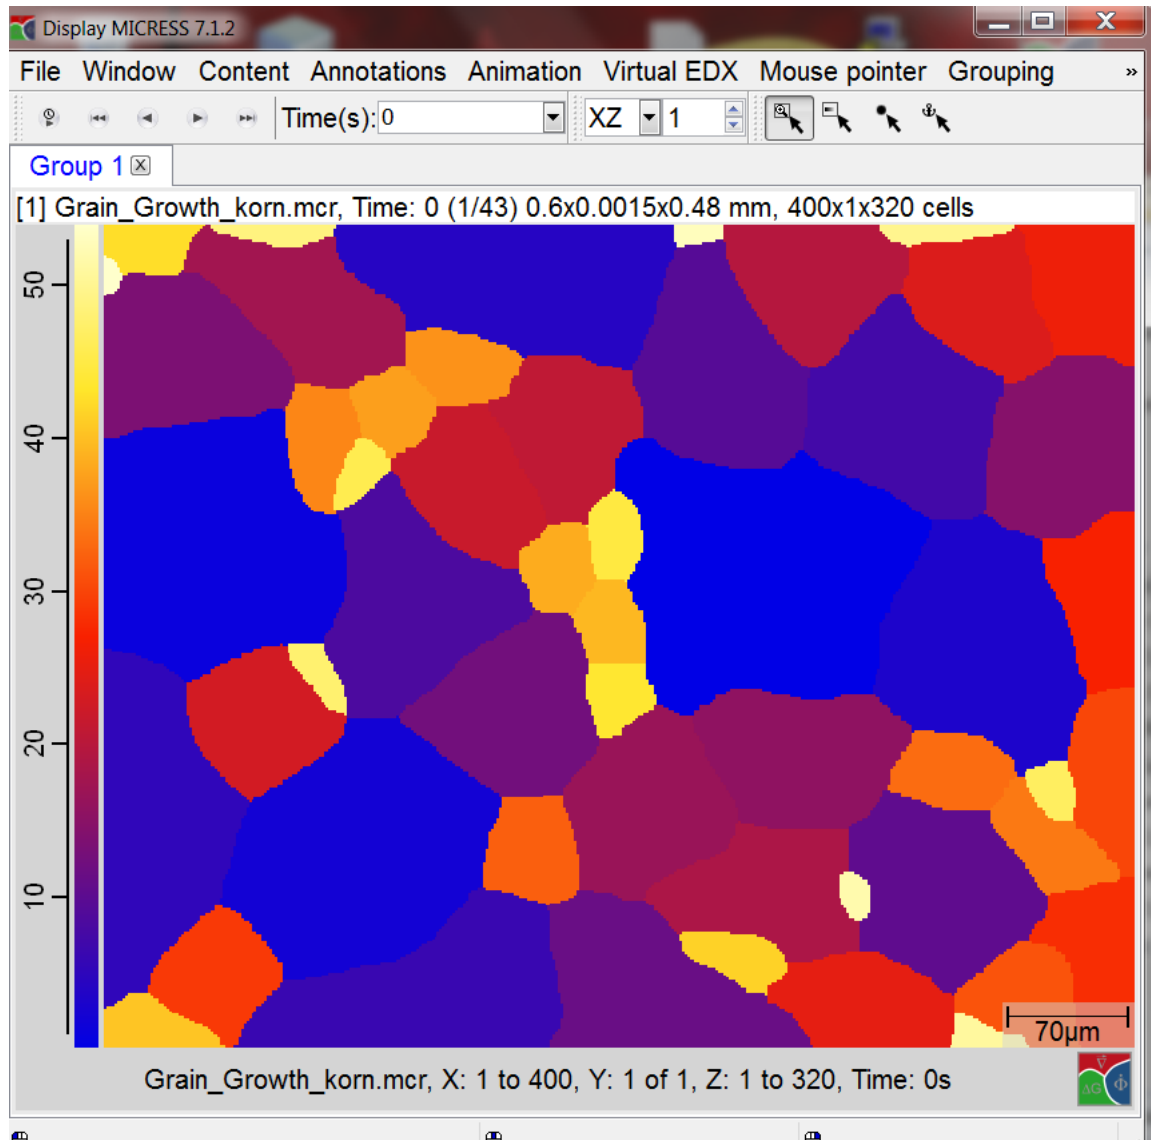 Display MICRESS 7.1.2
File Window Content Annotations Animation Virtual EDX Mouse pointer Grouping »
Time(s): 0 XZ 1
Group 1
[1] Grain_Growth_korn.mcr, Time: 0 (1/43) 0.6x0.0015x0.48 mm, 400x1x320 cells
50
40
30
20
10
70µm
Grain_Growth_korn.mcr, X: 1 to 400, Y: 1 of 1, Z: 1 to 320, Time: 0s
ΔG